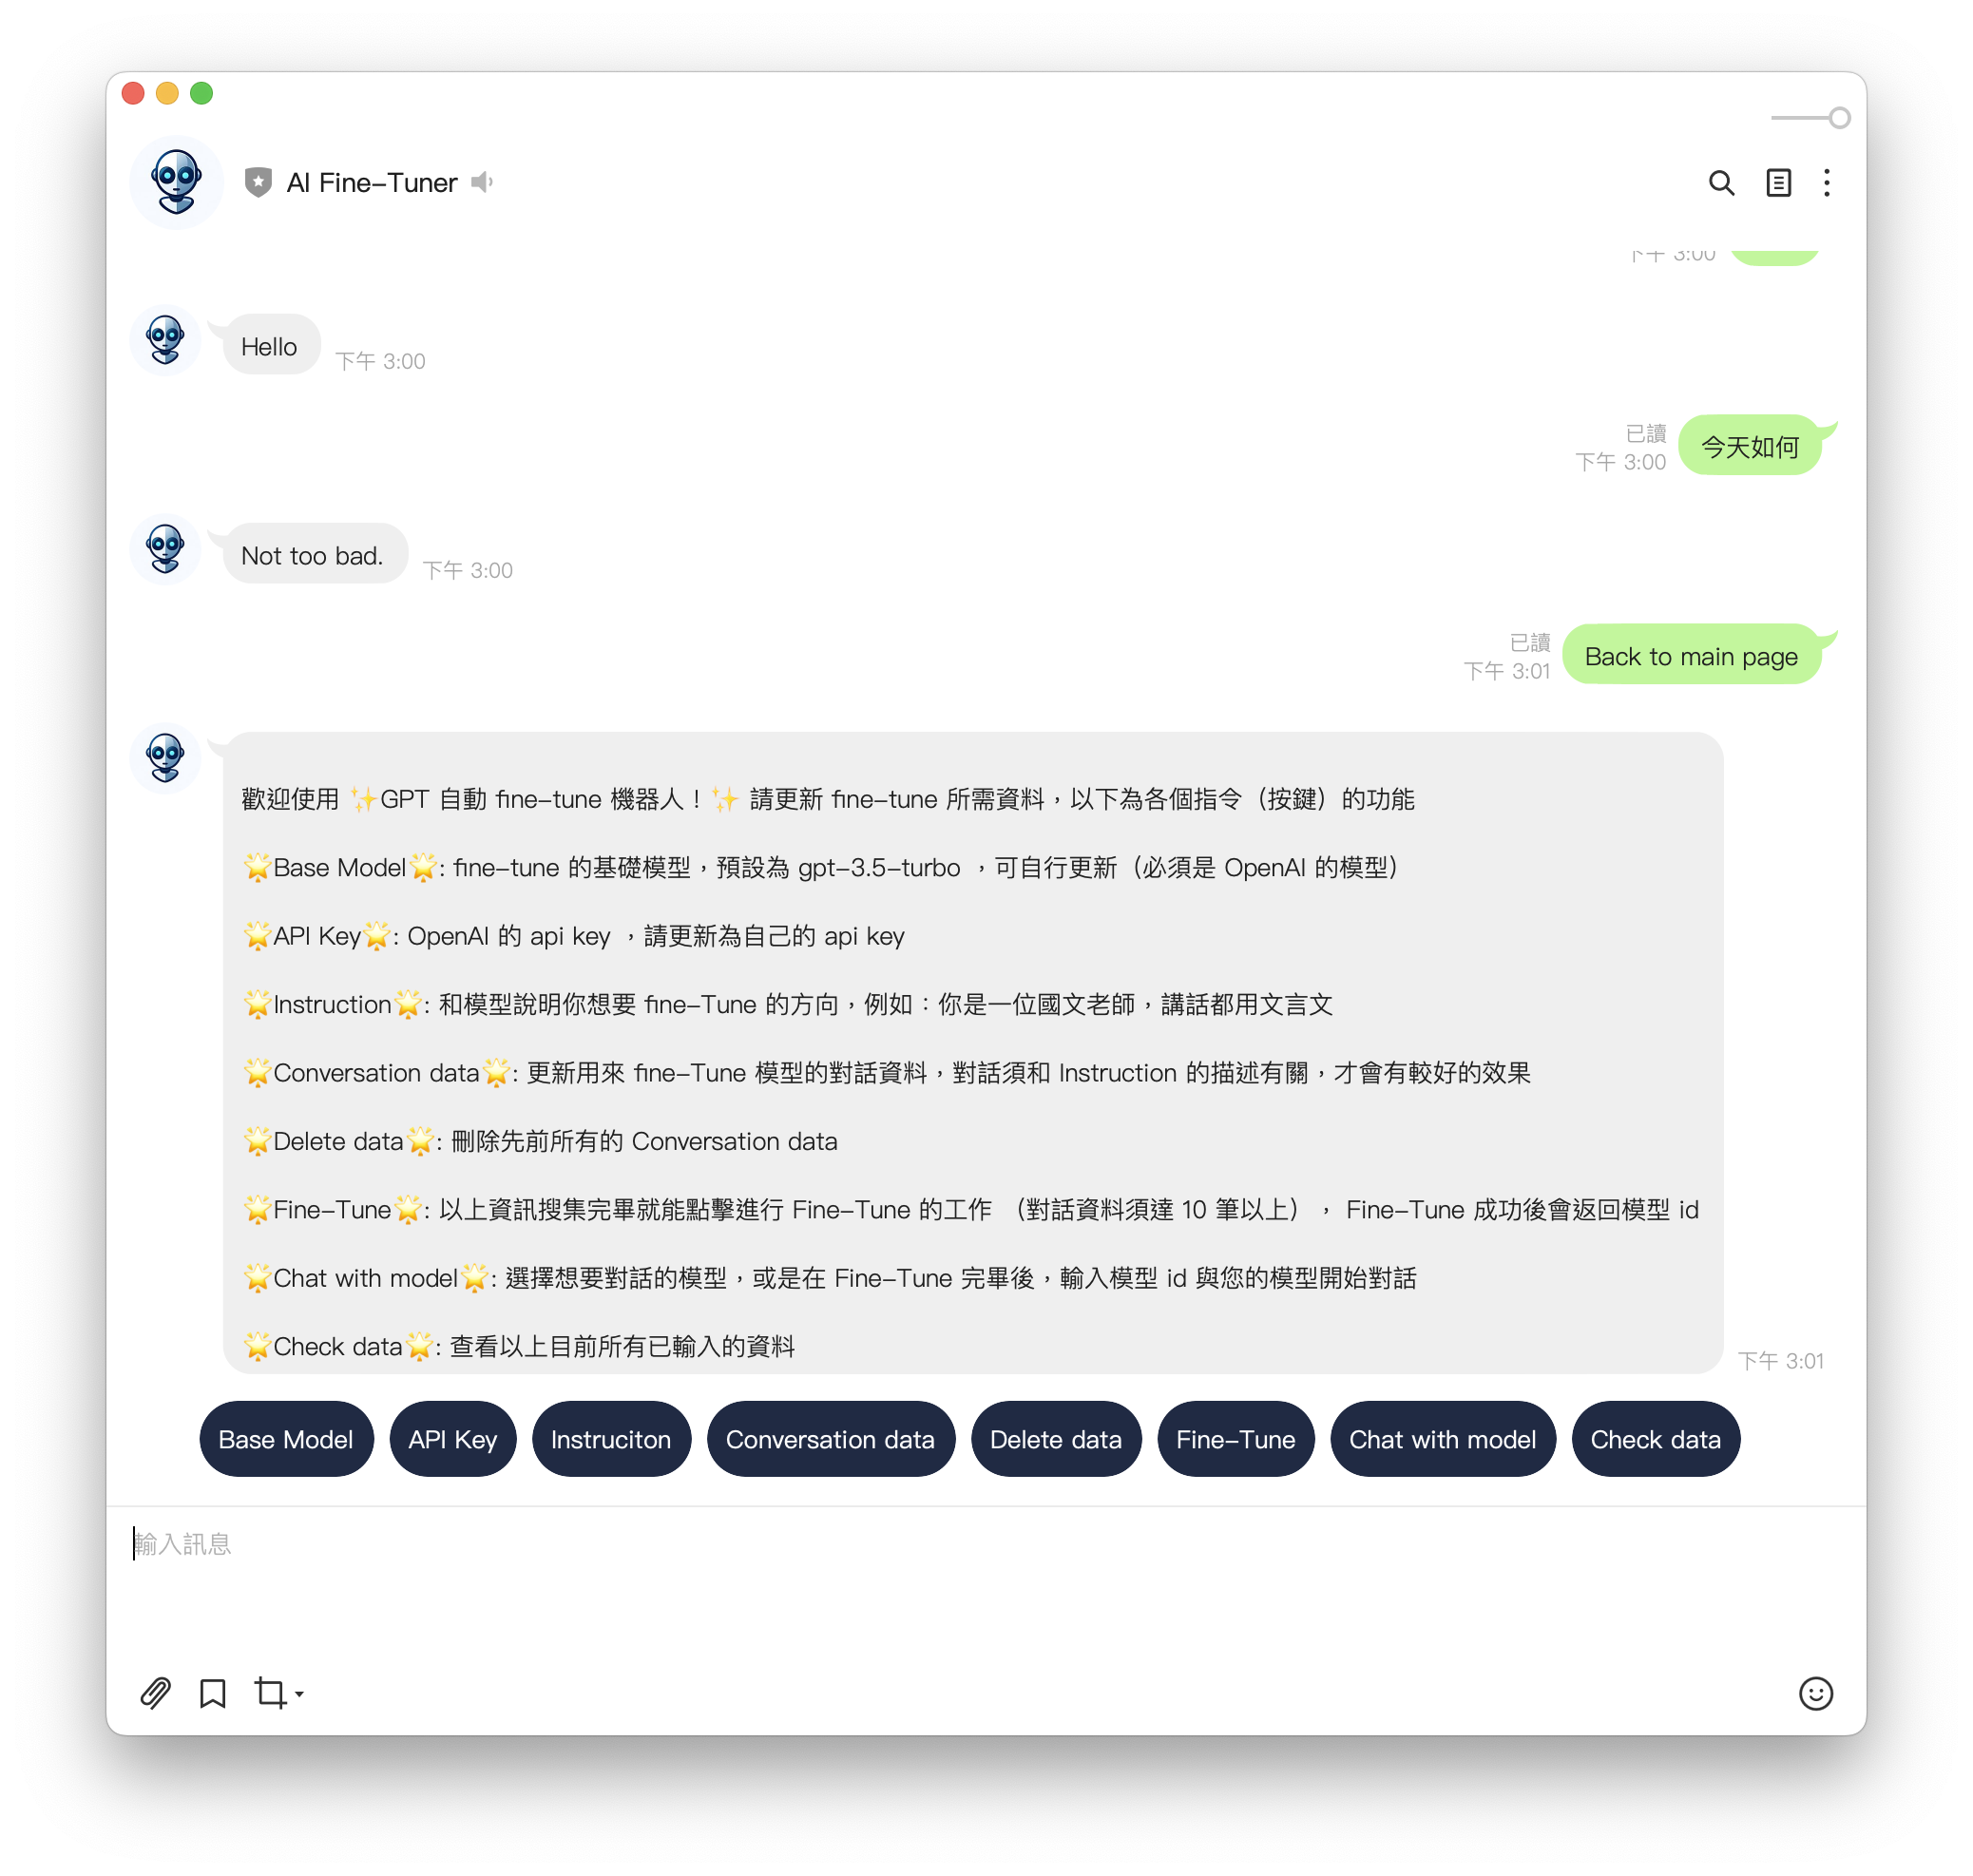 AI Fine-Tuner
下午 3:00
Hello
下午 3:00
已讀
下午 3:00
今天如何
Not too bad.
下午 3:00
已讀
下午 3:01
Back to main page
歡迎使用 ✨GPT 自動 fine-tune 機器人！✨ 請更新 fine-tune 所需資料，以下為各個指令（按鍵）的功能
🌟Base Model🌟: fine-tune 的基礎模型，預設為 gpt-3.5-turbo ，可自行更新（必須是 OpenAI 的模型）
🌟API Key🌟: OpenAI 的 api key ，請更新為自己的 api key
🌟Instruction🌟: 和模型說明你想要 fine-Tune 的方向，例如：你是一位國文老師，講話都用文言文
🌟Conversation data🌟: 更新用來 fine-Tune 模型的對話資料，對話須和 Instruction 的描述有關，才會有較好的效果
🌟Delete data🌟: 刪除先前所有的 Conversation data
🌟Fine-Tune🌟: 以上資訊搜集完畢就能點擊進行 Fine-Tune 的工作 （對話資料須達 10 筆以上）， Fine-Tune 成功後會返回模型 id
🌟Chat with model🌟: 選擇想要對話的模型，或是在 Fine-Tune 完畢後，輸入模型 id 與您的模型開始對話
🌟Check data🌟: 查看以上目前所有已輸入的資料
下午 3:01
Base Model API Key Instruciton Conversation data Delete data Fine-Tune Chat with model Check data
輸入訊息